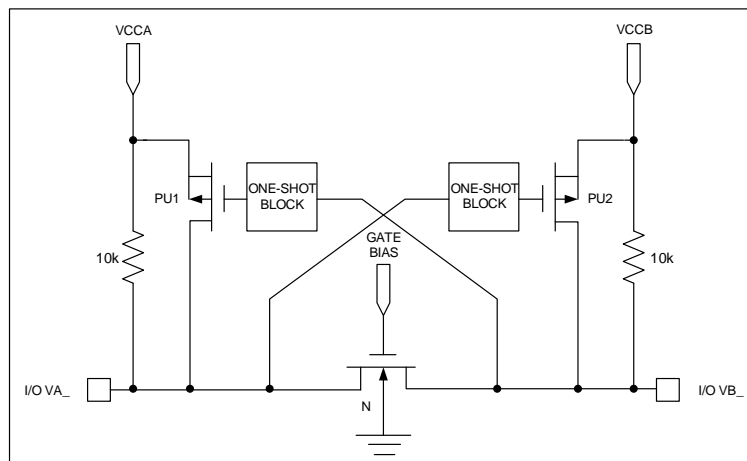 VCCA
VCCB
PU1
ONE-SHOT
BLOCK
ONE-SHOT
BLOCK
PU2
GATE
BIAS
10k
10k
I/O VA_
N
I/O VB_